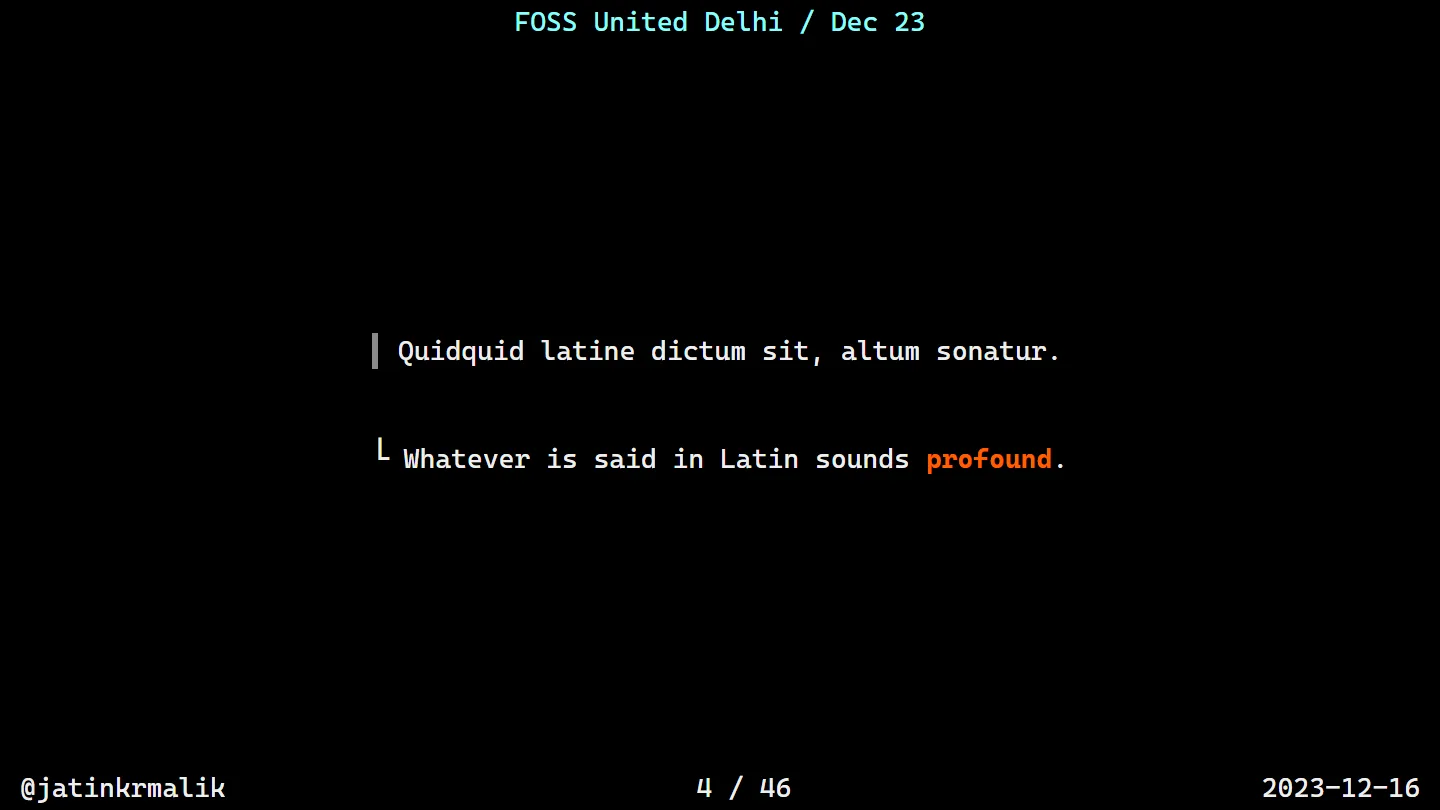 FOSS United Delhi / Dec 23
Quidquid latine dictum sit, altum sonatur.
Whatever is said in Latin sounds profound.
@jatinkrmalik
4 / 46
2023-12-16